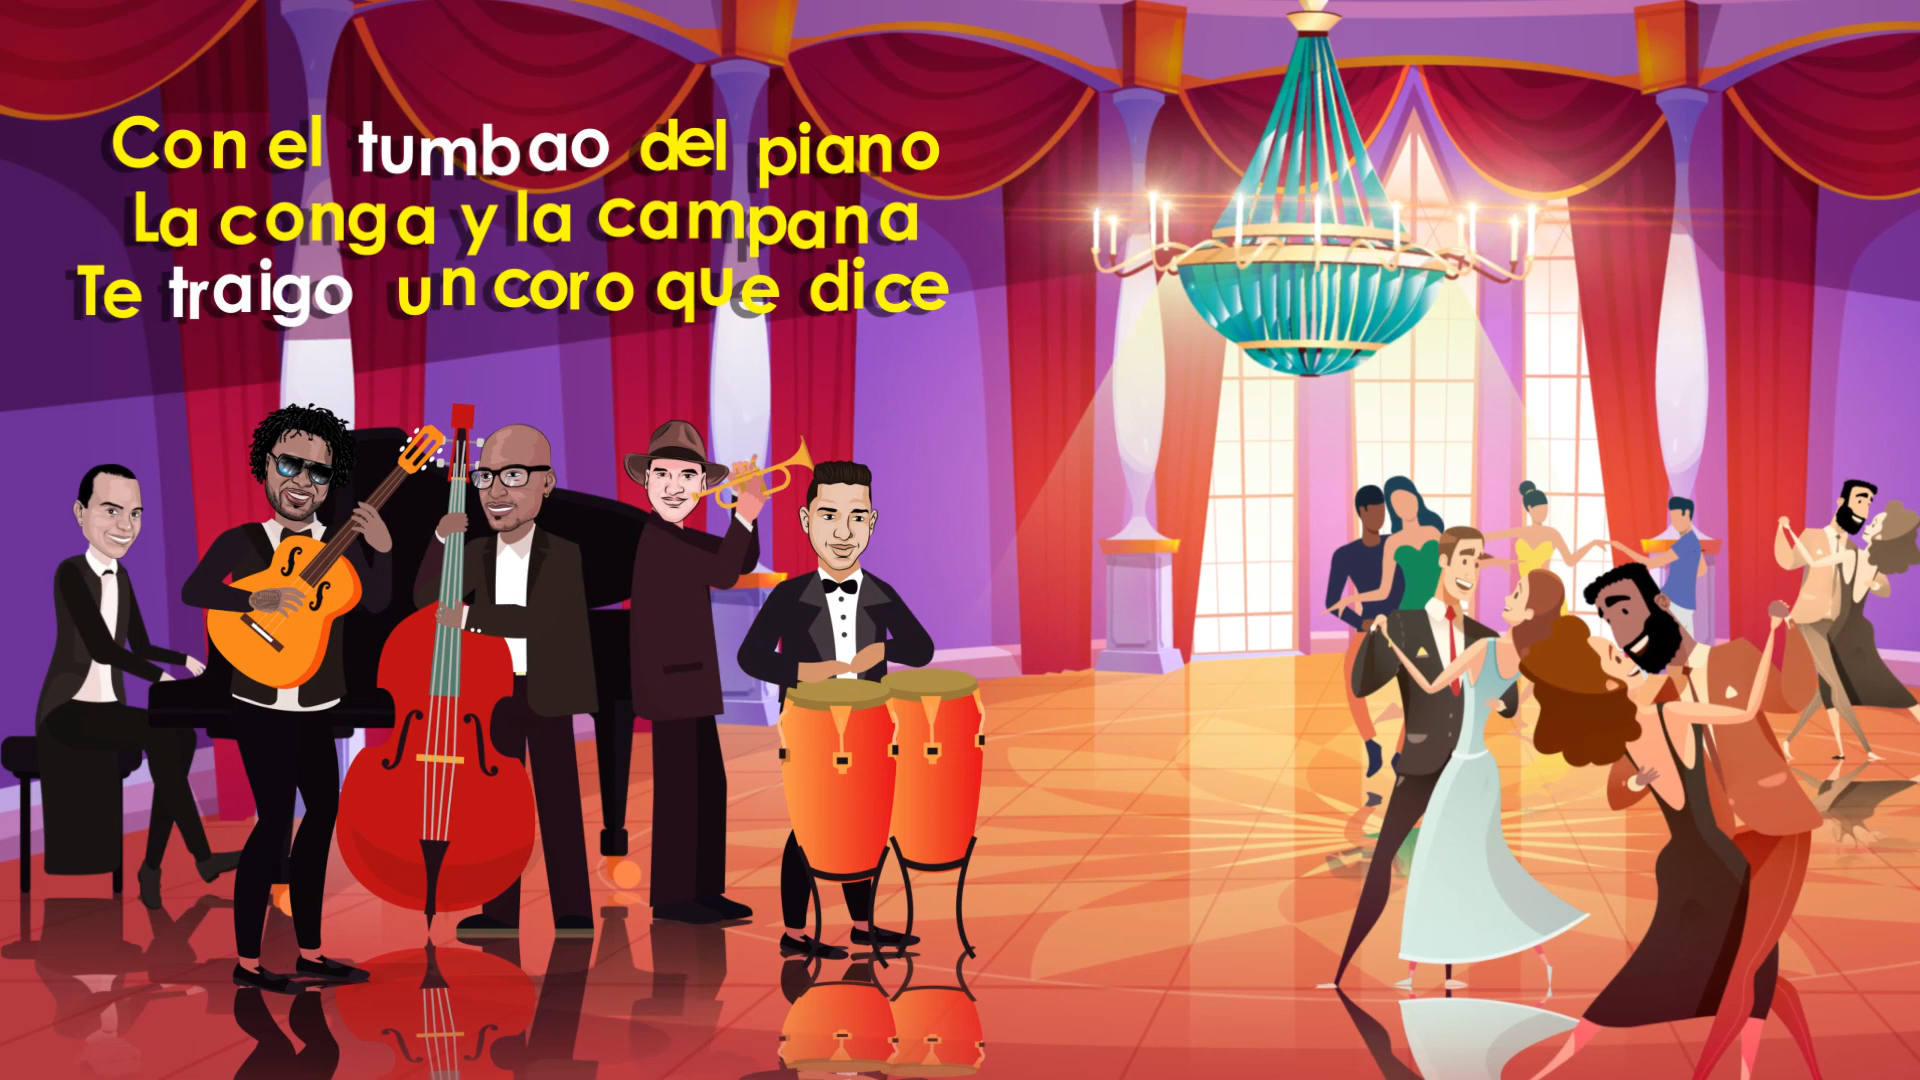 Con el tumbao del piano
La conga y la campana
Te traigo un coro que dice